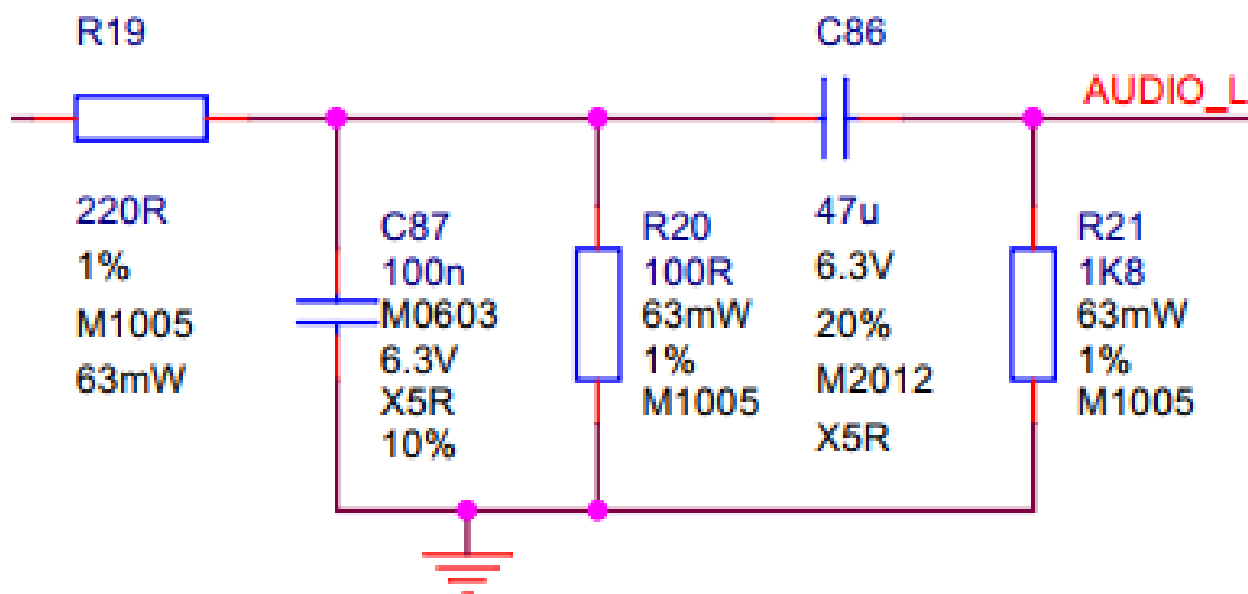 R19
220R
1%
M1005
63mW
C87
100n
M0603
6.3V
X5R
10%
R20
100R
63mW
1%
M1005
C86
47u
6.3V
20%
M2012
X5R
AUDIO_L
R21
1K8
63mW
1%
M1005